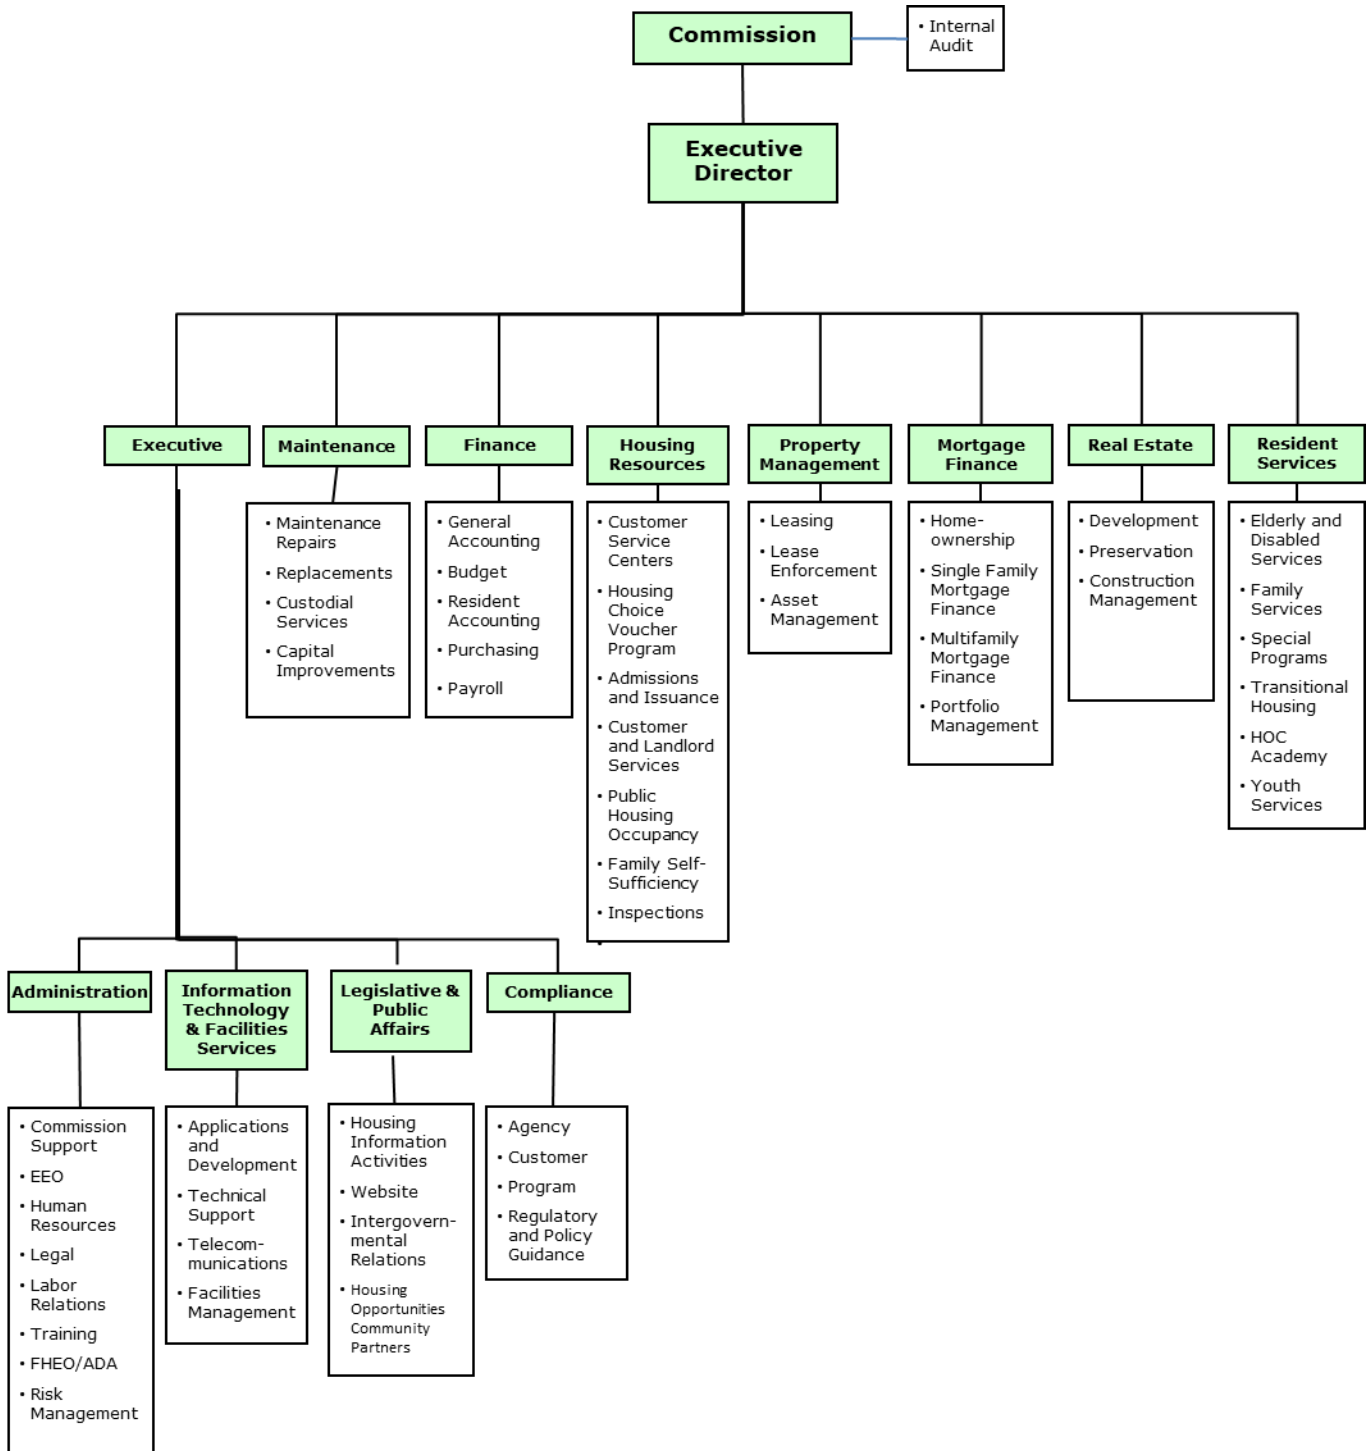 Commission
• Internal
Audit
Executive
Director
Executive
Maintenance
Finance
Housing
Resources
Property
Management
Mortgage
Finance
Real Estate
Resident
Services
• Maintenance
Repairs
• Replacements
• Custodial
Services
• Capital
Improvements
• General
Accounting
• Budget
• Resident
Accounting
• Purchasing
• Payroll
• Customer
Service
Centers
• Housing
Choice
Voucher
Program
• Admissions
and Issuance
• Customer
and Landlord
Services
• Public
Housing
Occupancy
• Family Self-
Sufficiency
• Inspections
•
• Leasing
• Lease
Enforcement
• Asset
Management
• Home-
ownership
• Single Family
Mortgage
Finance
• Multifamily
Mortgage
Finance
• Portfolio
Management
• Development
• Preservation
• Construction
Management
• Elderly and
Disabled
Services
• Family
Services
• Special
Programs
• Transitional
Housing
• HOC
Academy
• Youth
Services
Administration
Information
Technology
& Facilities
Services
Legislative &
Public
Affairs
Compliance
• Commission
Support
• EEO
• Human
Resources
• Legal
• Labor
Relations
• Training
• FHEO/ADA
• Risk
Management
• Applications
and
Development
• Technical
Support
• Telecom-
munications
• Facilities
Management
• Housing
Information
Activities
• Website
• Intergovern-
mental
Relations
• Housing
Opportunities
Community
Partners
• Agency
• Customer
• Program
• Regulatory
and Policy
Guidance